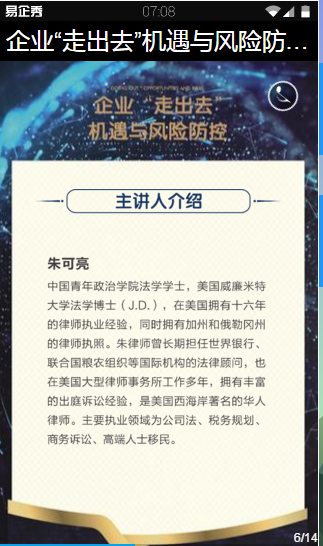 易企秀
07:08
企业“走出去”机遇与风险防…
企业“走出去”
机遇与风险防控
主讲人介绍
朱可亮
中国青年政治学院法学学士，美国威廉米特
大学法学博士（J.D.），在美国拥有十六年
的律师执业经验，同时拥有加州和俄勒冈州
的律师执照。朱律师曾长期担任世界银行、
联合国粮农组织等国际机构的法律顾问，也
在美国大型律师事务所工作多年，拥有丰富
的出庭诉讼经验，是美国西海岸著名的华人
律师。主要执业领域为公司法、税务规划、
商务诉讼、高端人士移民。
6/14